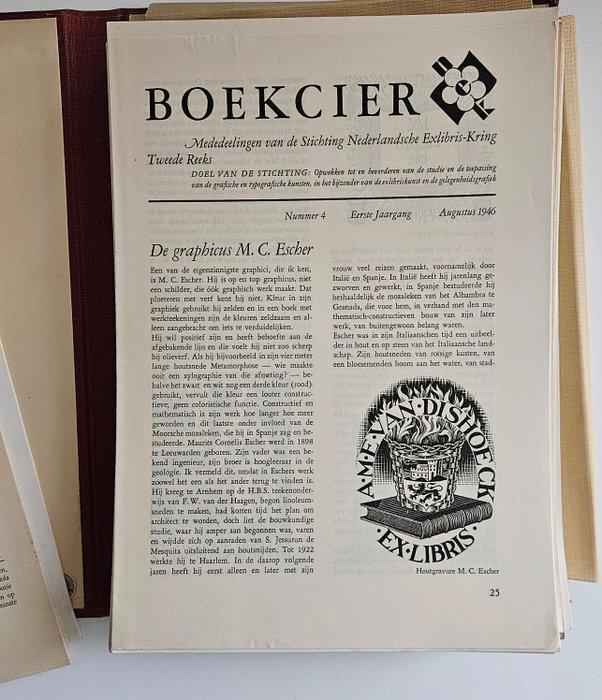 BOEKCIER
Mededeelingen van de Stichting Nederlandsche Exlibris-Kring
Tweede Reeks
DOEL VAN DE STICHTING: Opwekken tot en bevorderen van de studie en de toepassing
van de grafische en typografische kunsten, in het bijzonder van de exlibriskunst en de gelegenheidsgrafiek
Nummer 4 Eerste Jaargang Augustus 1946
De graphicus M. C. Escher
Een van de eigenzinnigste graphici, die ik ken,
is M. C. Escher. Hij is op en top graphicus, niet
een schilder, die óók graphisch werk maakt. Dat
ploeteren met verf kent hij niet. Kleur in zijn
graphiek gebruikt hij zelden en in een boek met
werkteekeningen zijn de kleuren zeldzaam en al-
leen aangebracht om iets te verduidelijken.
Hij wil positief zijn en heeft behoefte aan de
afgebakende lijn en die voelt hij niet zoo scherp
bij olieverf. Als hij bijvoorbeeld in zijn vier meter
lange houtsnede Metamorphose — wie maakte
ooit een xylographie van die afmeting? — be-
halve het zwart en wit nog een derde kleur (rood)
gebruikt, vervult die kleur een louter construc-
tieve, geen coloristische functie. Constructief en
mathematisch is zijn werk hoe langer hoe meer
geworden en dit laatste onder invloed van de
Moorsche mozaïeken, die hij in Spanje zag en be-
studeerde. Maurits Cornelis Escher werd in 1898
te Leeuwarden geboren. Zijn vader was een be-
kend ingenieur, zijn broer is hoogleeraar in de
geologie. Ik vermeld dit, omdat in Eschers werk
zoowel het een als het ander terug te vinden is.
Hij kreeg te Arnhem op de H.B.S. teekenonder-
wijs van F.W. van der Haagen, begon linoleum-
sneden te maken, had korten tijd het plan om
architect te worden, doch liet de bouwkundige
studie, waar hij amper aan begonnen was, varen
en wijdde zich op aanraden van S. Jessurun de
Mesquita uitsluitend aan houtsnijden. Tot 1922
werkte hij te Haarlem. In de daarop volgende
jaren heeft hij eerst alleen en later met zijn
vrouw veel reizen gemaakt, voornamelijk door
Italië en Spanje. In Italië heeft hij jarenlang ge-
zworven en gewerkt, in Spanje bestudeerde hij
herhaaldelijk de mozaïeken van het Alhambra te
Granada, die voor hem, in verband met den ma-
thematisch-constructieven bouw van zijn later
werk, van buitengewoon belang waren.
Escher was in zijn Italiaanschen tijd een uitbeel-
der in hout en op steen van het Italiaansche land-
schap. Zijn houtsneden van rotsige kusten, van
een bloesemenden boom aan het water, van stad-
A·M·F·VAN·DISHOECK
·EX·LIBRIS·
Houtgravure M. C. Escher
25